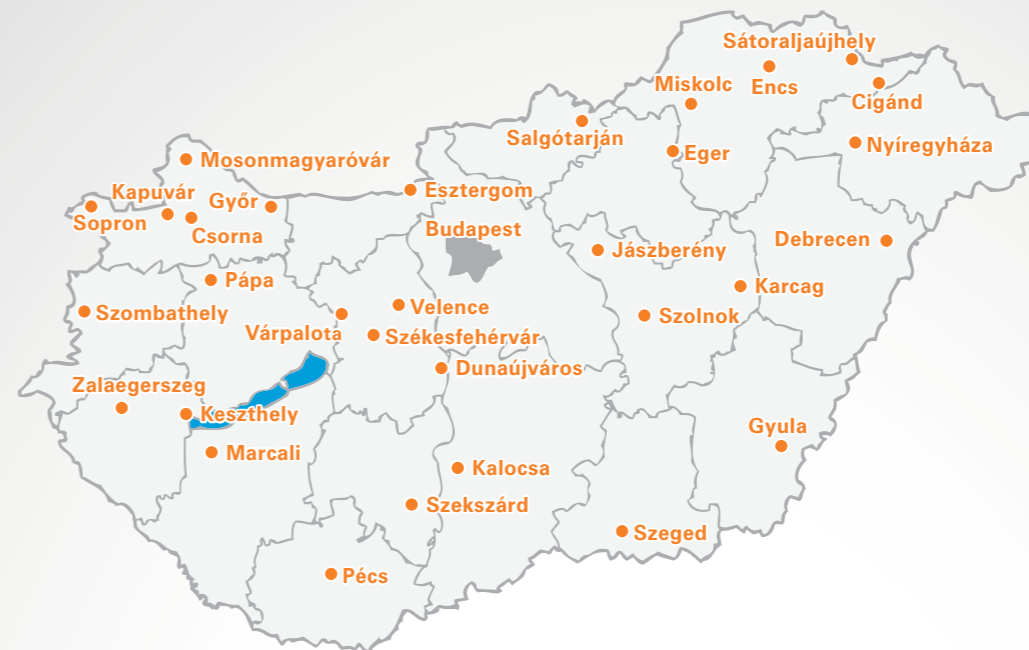 Sátoraljaújhely
Miskolc
Encs
Cigánd
Salgótarján
Nyíregyháza
Eger
Mosonmagyaróvár
Kapuvár
Esztergom
Győr
Sopron
Csorna
Budapest
Debrecen
Jászberény
Pápa
Karcag
Velence
Szombathely
Szolnok
Várpalota
Székesfehérvár
Dunaújváros
Zalaegerszeg
Keszthely
Gyula
Marcali
Kalocsa
Szekszárd
Szeged
Pécs